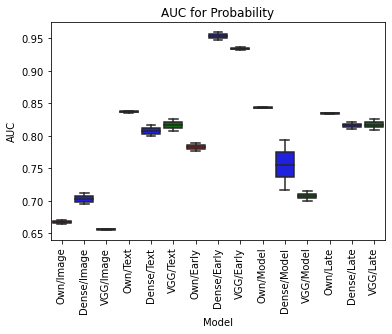 AUC for Probability
AUC
0.95
0.90
0.85
0.80
0.75
0.70
0.65
Own/Image
Dense/Image
VGG/Image
Own/Text
Dense/Text
VGG/Text
Own/Early
Dense/Early
VGG/Early
Own/Model
Dense/Model
VGG/Model
Own/Late
Dense/Late
VGG/Late
Model